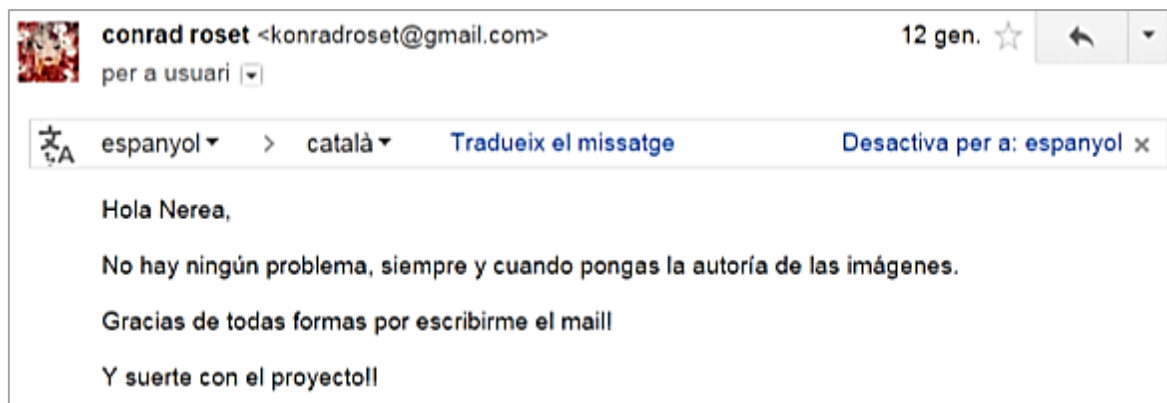 conrad roset <konradroset@gmail.com> 12 gen.
per a usuari
espanyol > català Tradueix el missatge Desactiva per a: espanyol ×
Hola Nerea,
No hay ningún problema, siempre y cuando pongas la autoría de las imágenes.
Gracias de todas formas por escribirme el mail!
Y suerte con el proyecto!!